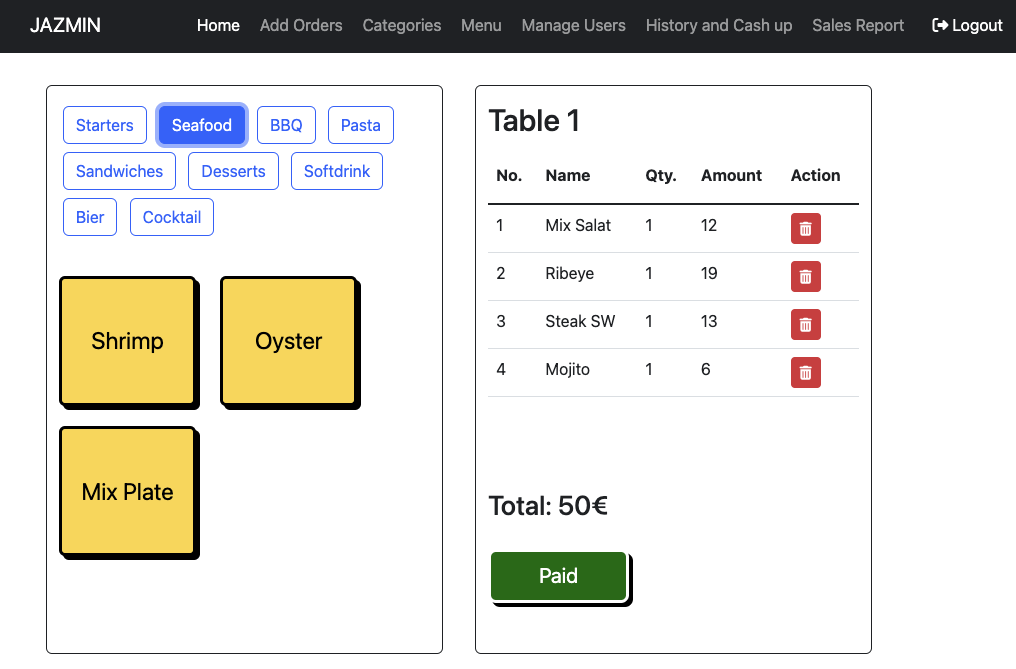 JAZMIN Home Add Orders Categories Menu Manage Users History and Cash up Sales Report Logout
Starters Seafood BBQ Pasta
Sandwiches Desserts Softdrink
Bier Cocktail
Shrimp Oyster
Mix Plate
Table 1
No. Name Qty. Amount Action
1 Mix Salat 1 12
2 Ribeye 1 19
3 Steak SW 1 13
4 Mojito 1 6
Total: 50€
Paid